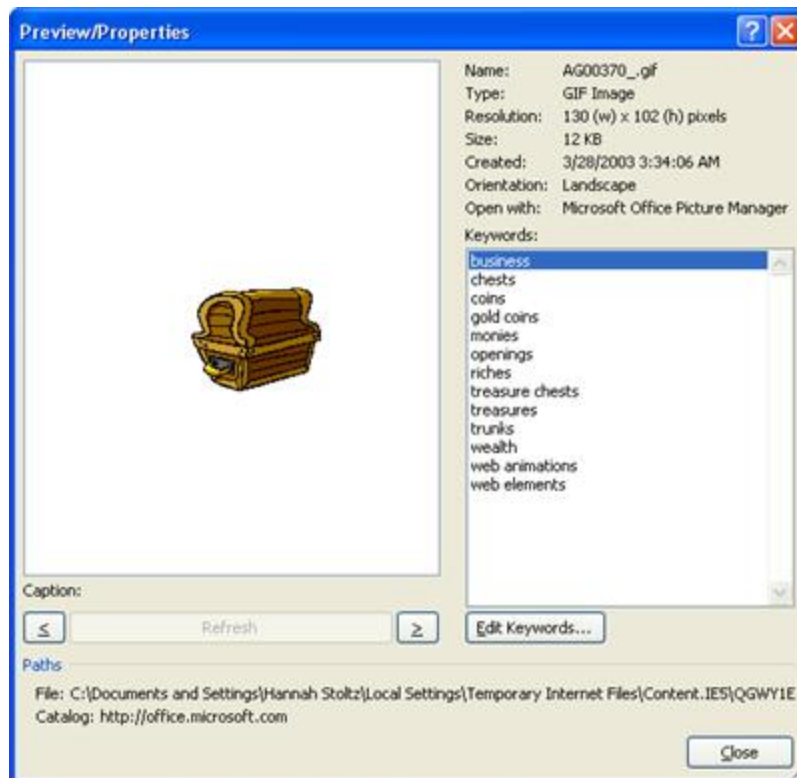 Preview/Properties
Name: AG00370_.gif
Type: GIF Image
Resolution: 130 (w) x 102 (h) pixels
Size: 12 KB
Created: 3/28/2003 3:34:06 AM
Orientation: Landscape
Open with: Microsoft Office Picture Manager
Keywords:
business
chests
coins
gold coins
monies
openings
riches
treasure chests
treasures
trunks
wealth
web animations
web elements
Caption:
< Refresh >
Edit Keywords...
Paths
File: C:\Documents and Settings\Hannah Stoltz\Local Settings\Temporary Internet Files\Content.IE5\QGWY1E
Catalog: http://office.microsoft.com
Close